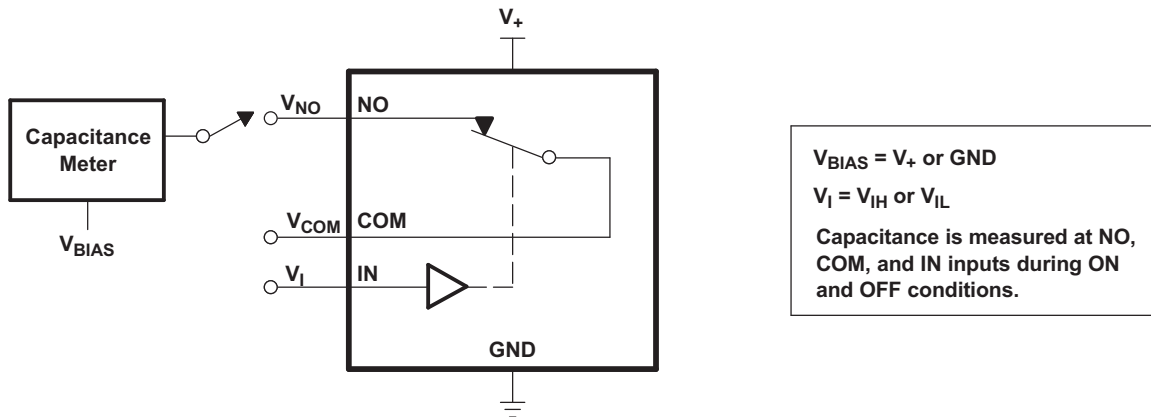 V+
VNO NO
Capacitance
Meter
VBIAS
VCOM COM
VI IN
GND
VBIAS = V+ or GND
VI = VIH or VIL
Capacitance is measured at NO,
COM, and IN inputs during ON
and OFF conditions.